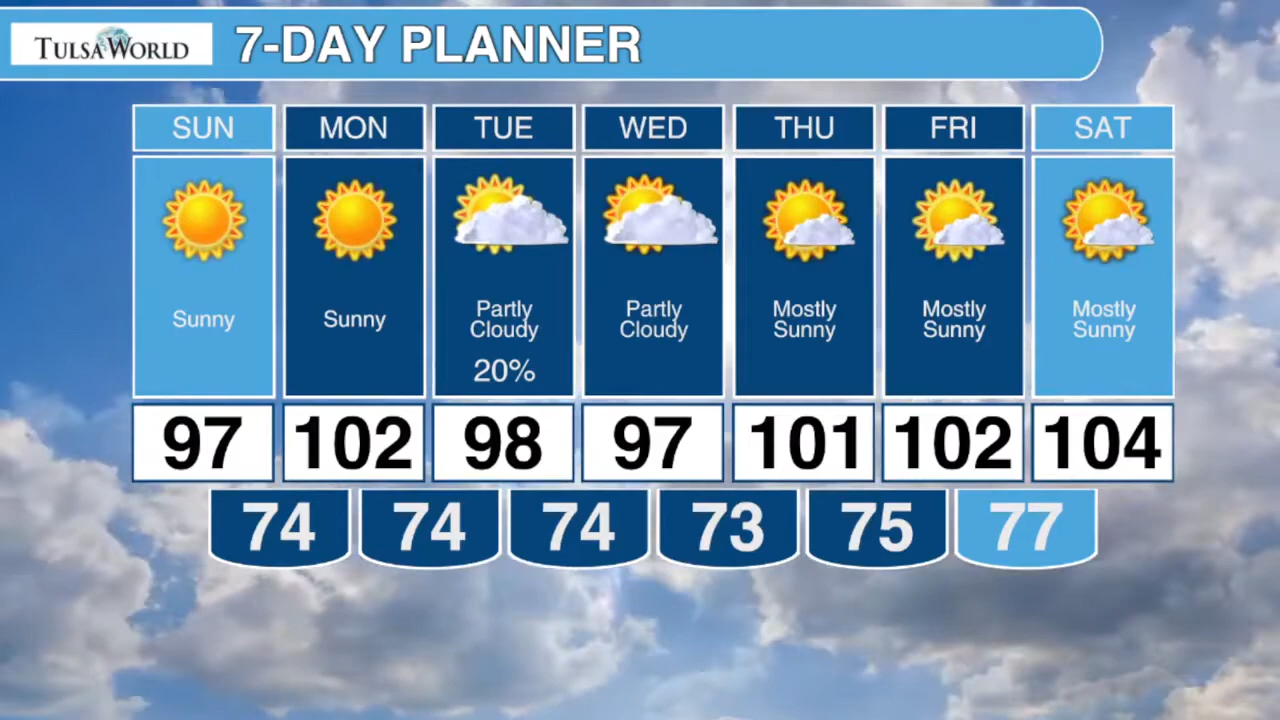 TULSA WORLD 7-DAY PLANNER
SUN MON TUE WED THU FRI SAT
Sunny Sunny Partly Cloudy Partly Cloudy Mostly Sunny Mostly Sunny Mostly Sunny
20%
97 102 98 97 101 102 104
74 74 74 73 75 77